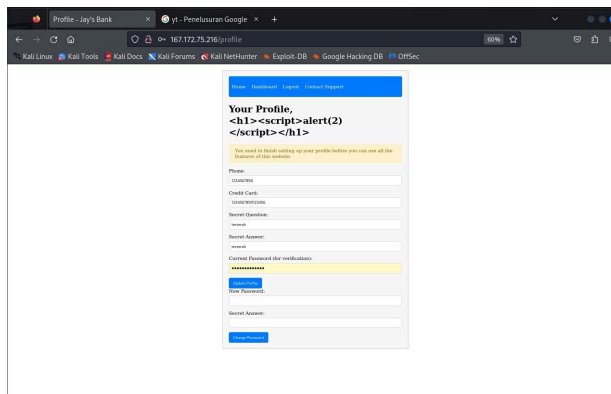 Profile - Jay's Bank
yt - Penelusuran Google
167.172.75.216/profile
60%
Kali Linux Kali Tools Kali Docs Kali Forums Kali NetHunter Exploit-DB Google Hacking DB OffSec
Home Dashboard Logout Contact Support
Your Profile,
<h1><script>alert(2)
</script></h1>
You need to finish setting up your profile before you can use all the
features of this website
Phone:
Credit Card:
Secret Question:
Secret Answer:
Current Password (for verification):
Update Profile
New Password:
Secret Answer:
Change Password